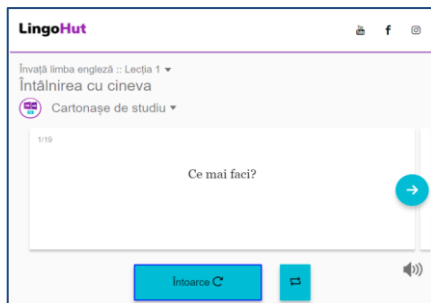 LingoHut
Învață limba engleză :: Lecția 1
Întâlnirea cu cineva
Cartonașe de studiu
1/19
Ce mai faci?
Întoarce